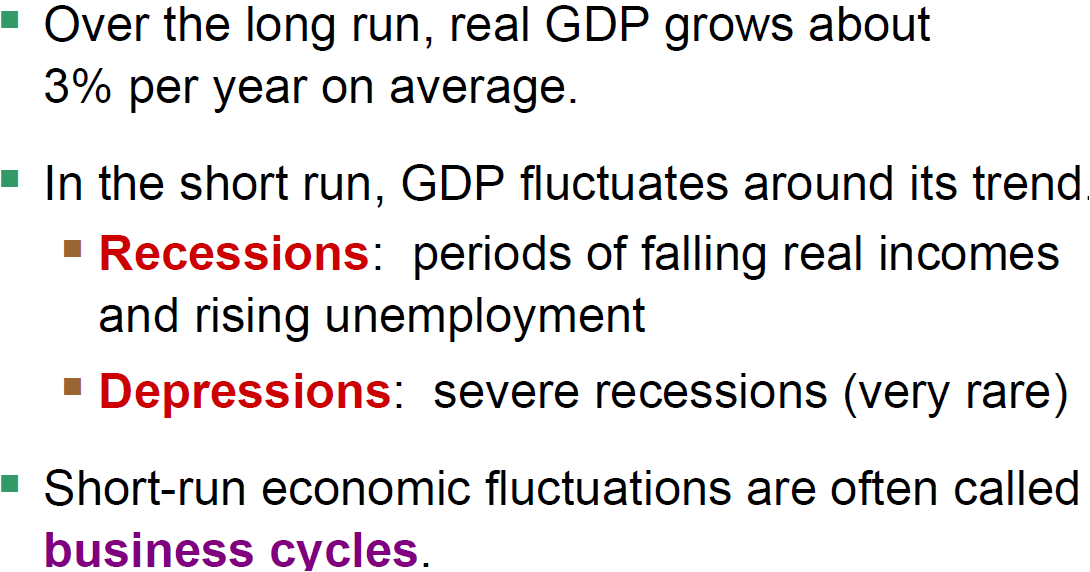 Over the long run, real GDP grows about
3% per year on average.
In the short run, GDP fluctuates around its trend.
Recessions: periods of falling real incomes
and rising unemployment
Depressions: severe recessions (very rare)
Short-run economic fluctuations are often called
business cycles.